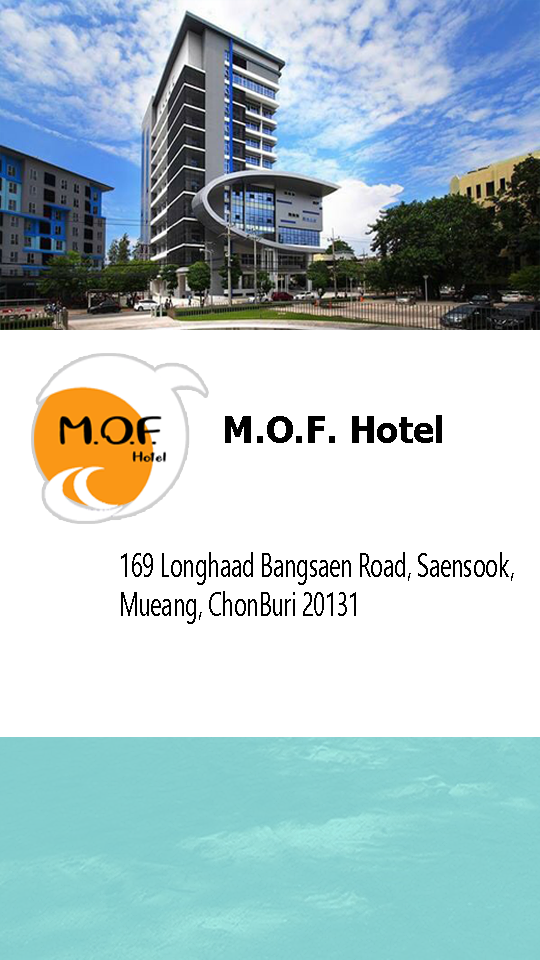 M.O.F.
Hotel
M.O.F. Hotel
169 Longhaad Bangsaen Road, Saensook,
Mueang, ChonBuri 20131